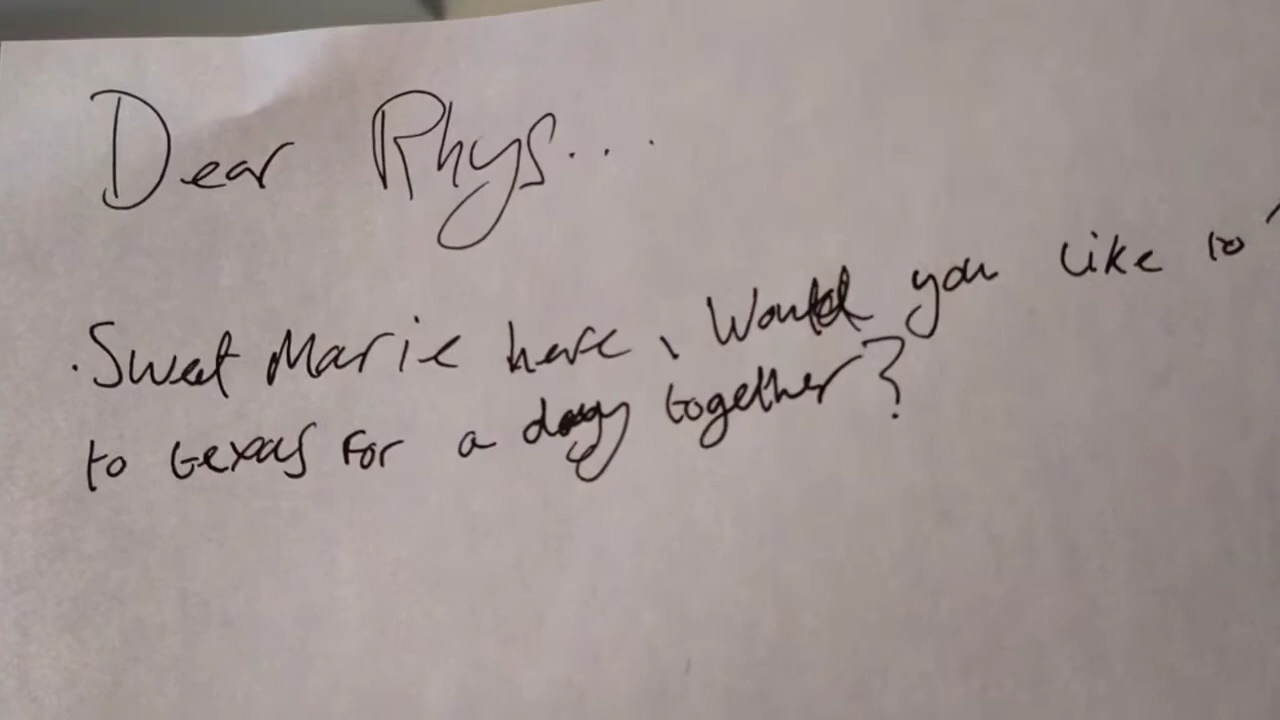 Dear Rhys...
Sweet Marie here, Would you like to
to texas for a day together?